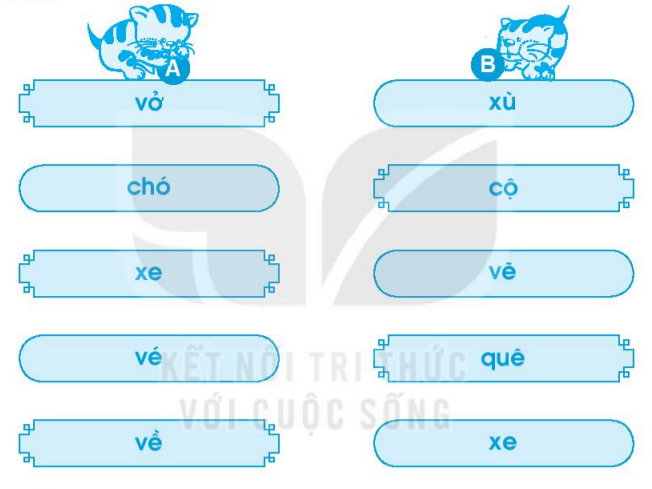 A B
vở xù
chó cộ
xe vẽ
vé quê
về xe
KẾT NỐI TRI THỨC
VỚI CUỘC SỐNG